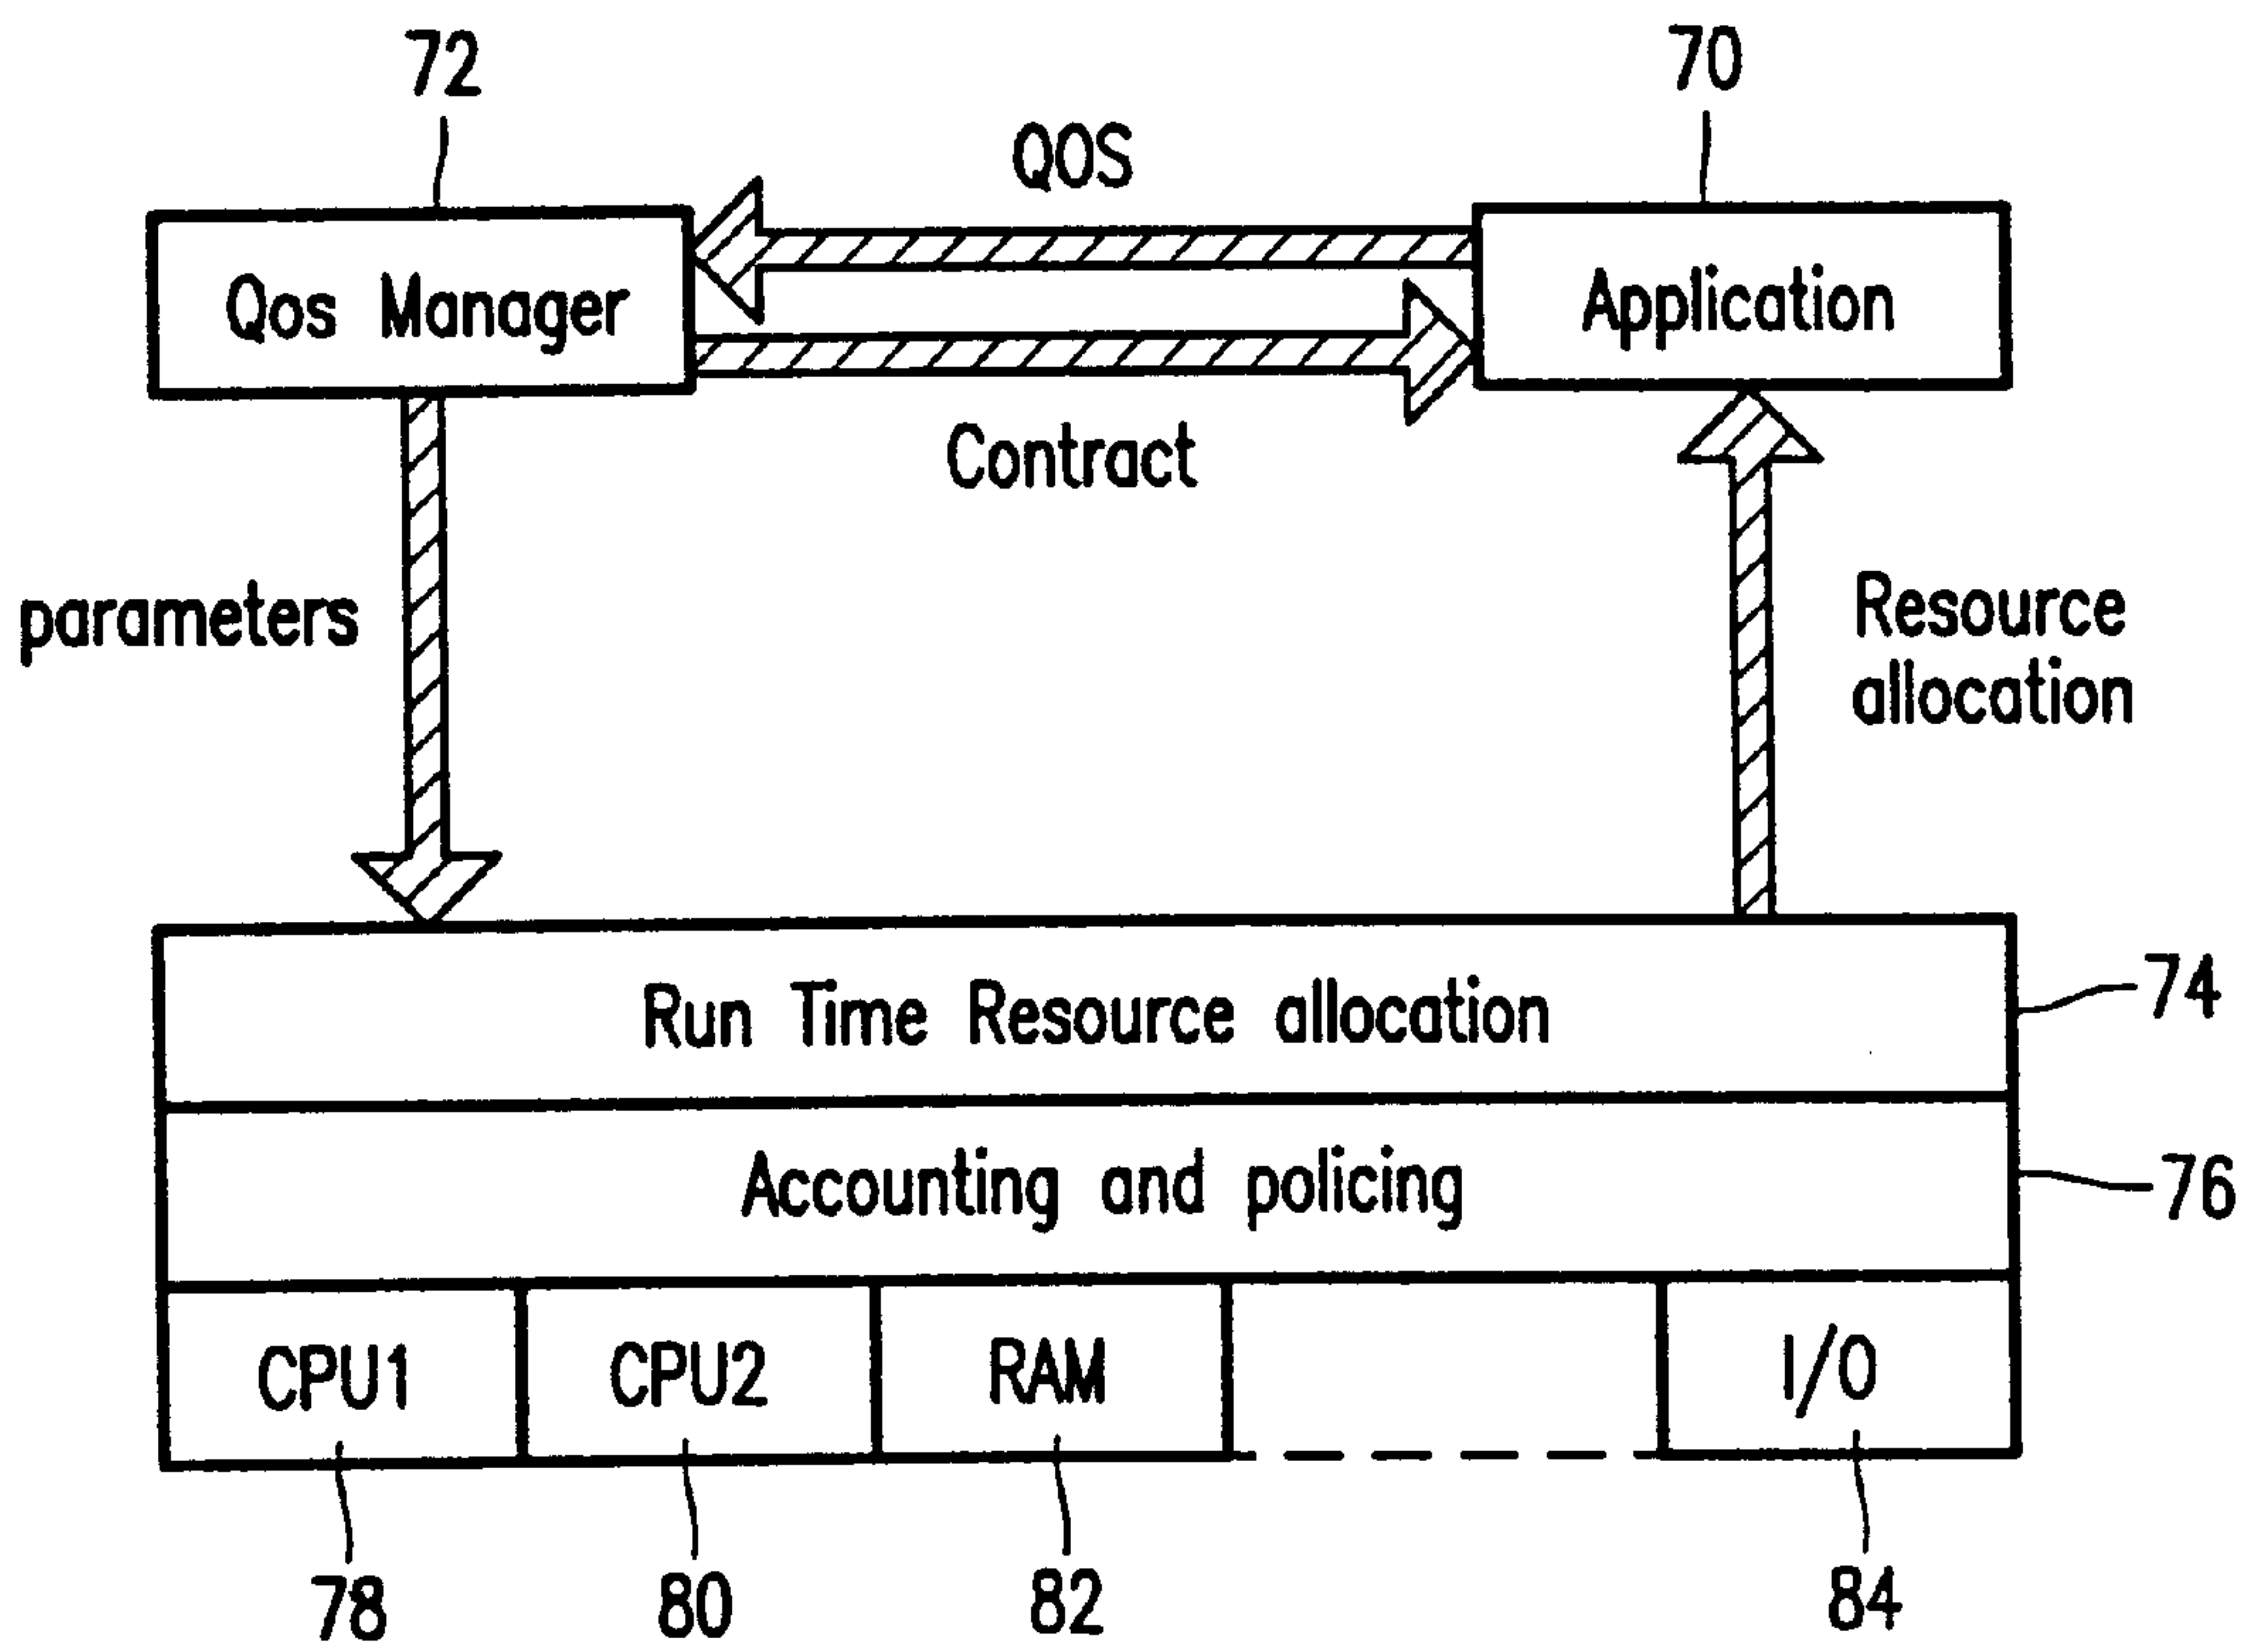 72
70
QOS
Qos Manager
Application
Contract
parameters
Resource
allocation
Run Time Resource allocation
74
Accounting and policing
76
CPU1
CPU2
RAM
I/O
78
80
82
84